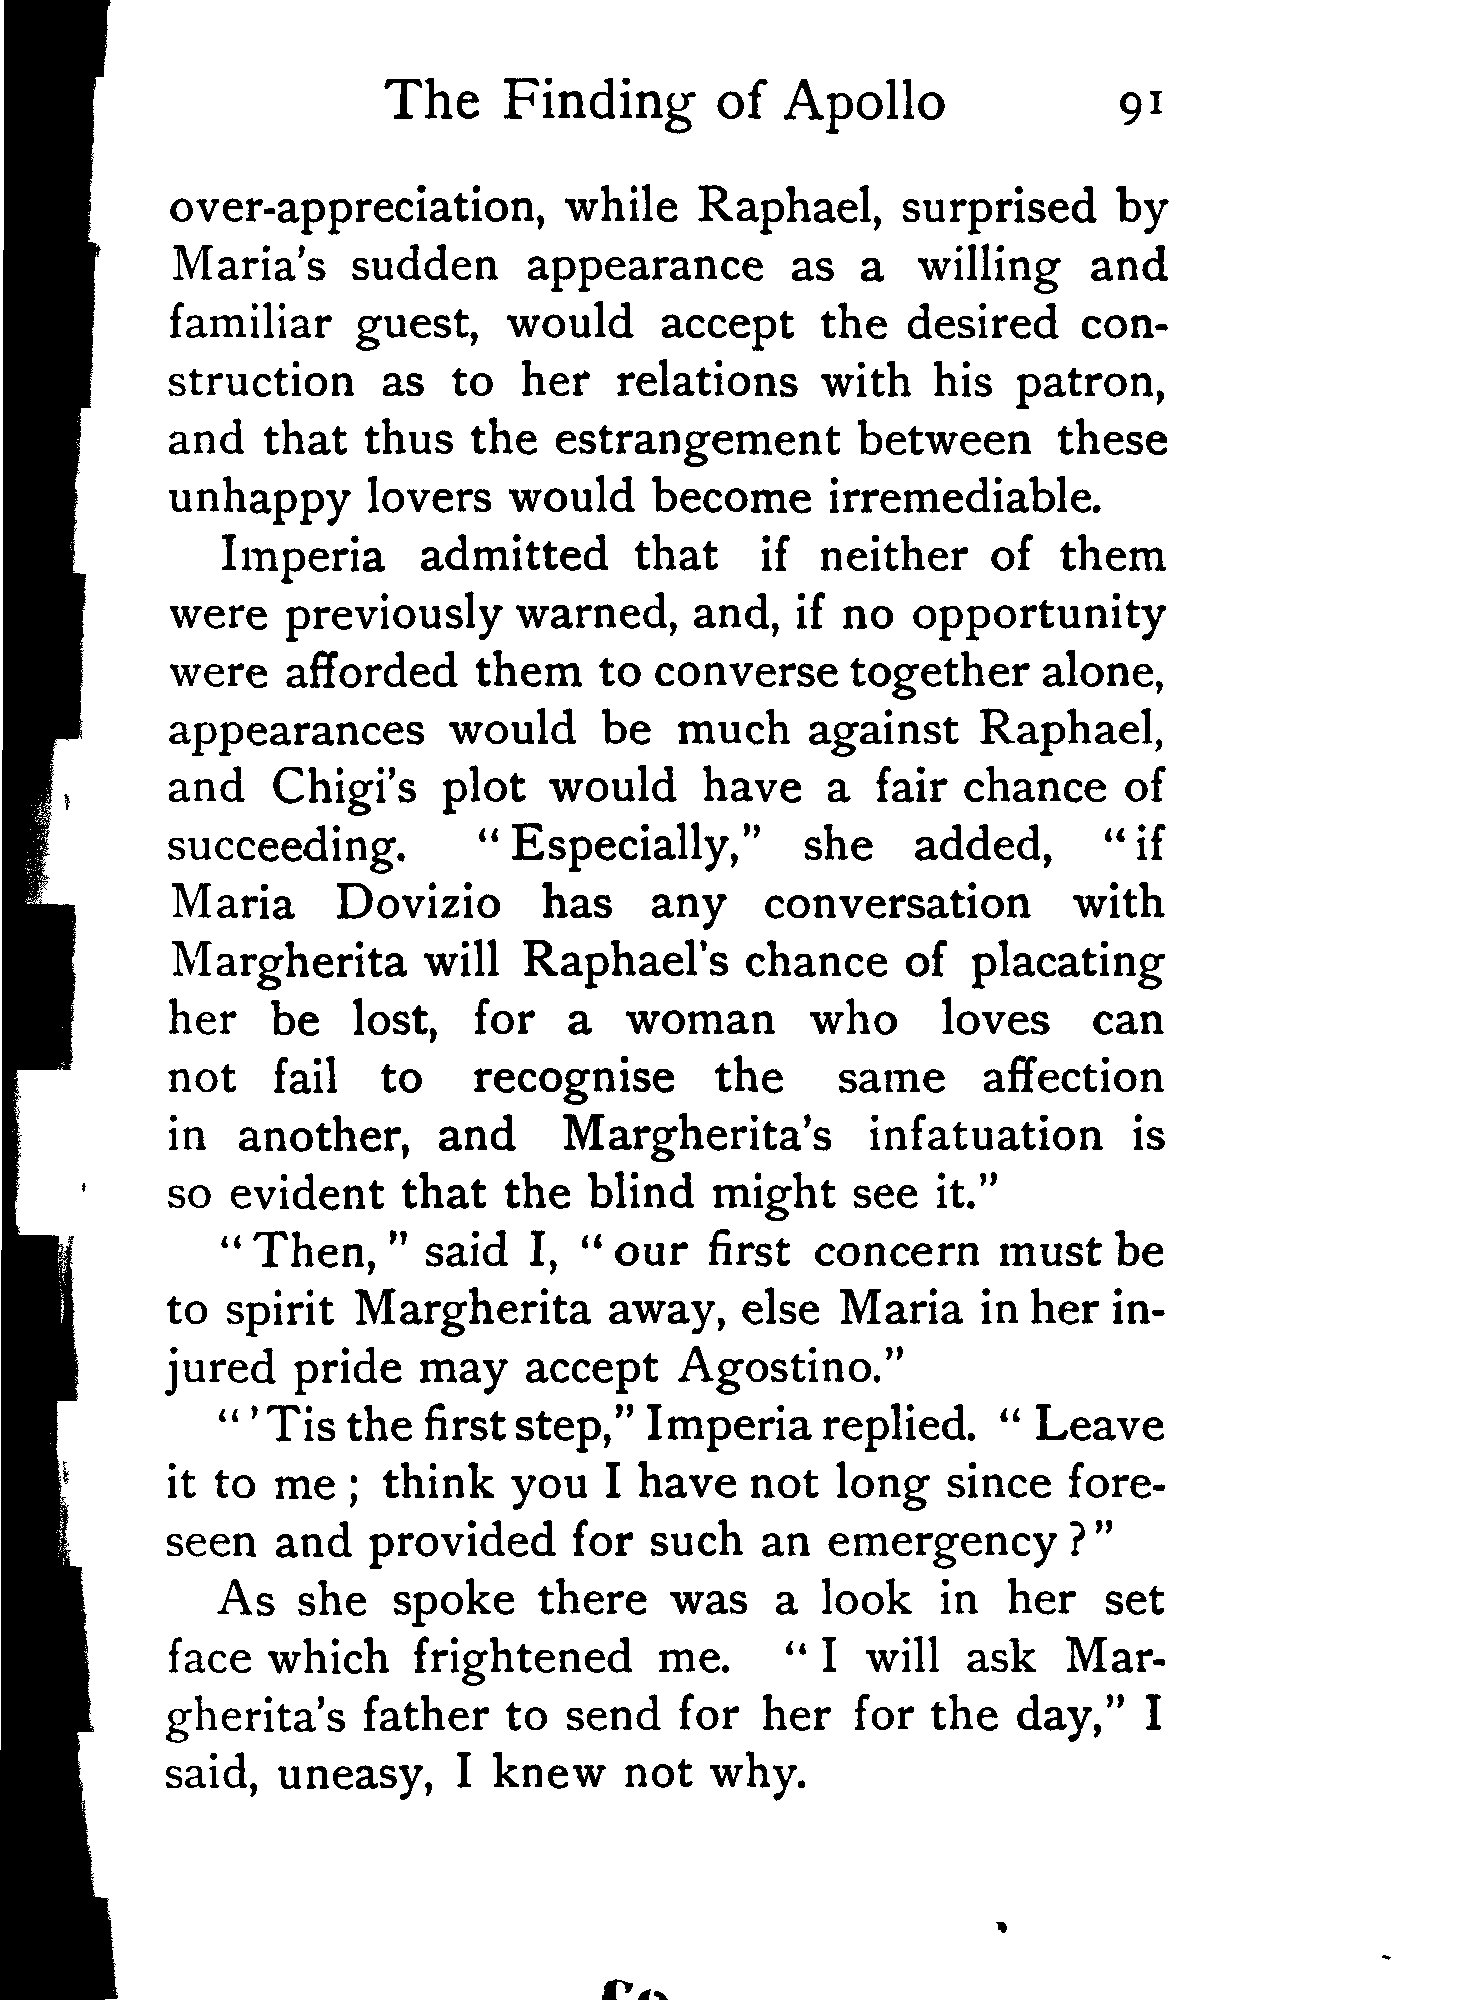 The Finding of Apollo 91
over-appreciation, while Raphael, surprised by
Maria's sudden appearance as a willing and
familiar guest, would accept the desired con-
struction as to her relations with his patron,
and that thus the estrangement between these
unhappy lovers would become irremediable.
Imperia admitted that if neither of them
were previously warned, and, if no opportunity
were afforded them to converse together alone,
appearances would be much against Raphael,
and Chigi's plot would have a fair chance of
succeeding. "Especially," she added, "if
Maria Dovizio has any conversation with
Margherita will Raphael's chance of placating
her be lost, for a woman who loves can
not fail to recognise the same affection
in another, and Margherita's infatuation is
so evident that the blind might see it."
"Then," said I, "our first concern must be
to spirit Margherita away, else Maria in her in-
jured pride may accept Agostino."
"'Tis the first step," Imperia replied. "Leave
it to me; think you I have not long since fore-
seen and provided for such an emergency?"
As she spoke there was a look in her set
face which frightened me. "I will ask Mar-
gherita's father to send for her for the day," I
said, uneasy, I knew not why.